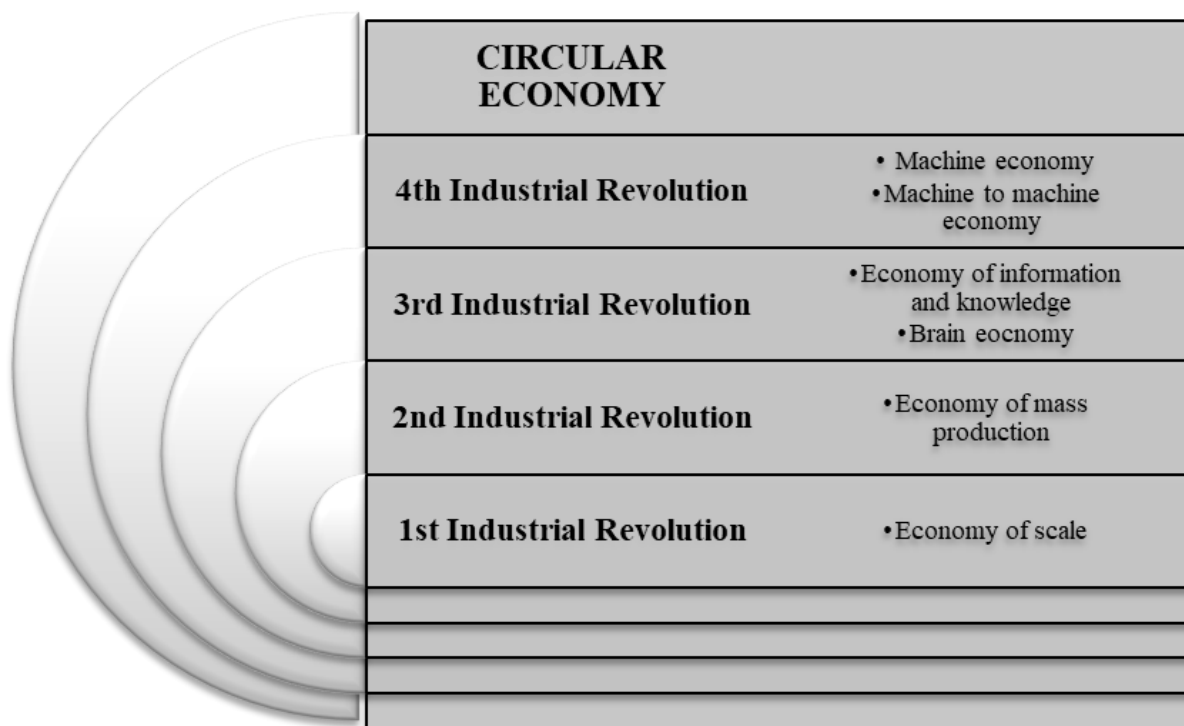 CIRCULAR
ECONOMY
4th Industrial Revolution
• Machine economy
•Machine to machine
economy
3rd Industrial Revolution
•Economy of information
and knowledge
•Brain eocnomy
2nd Industrial Revolution
•Economy of mass
production
1st Industrial Revolution
•Economy of scale